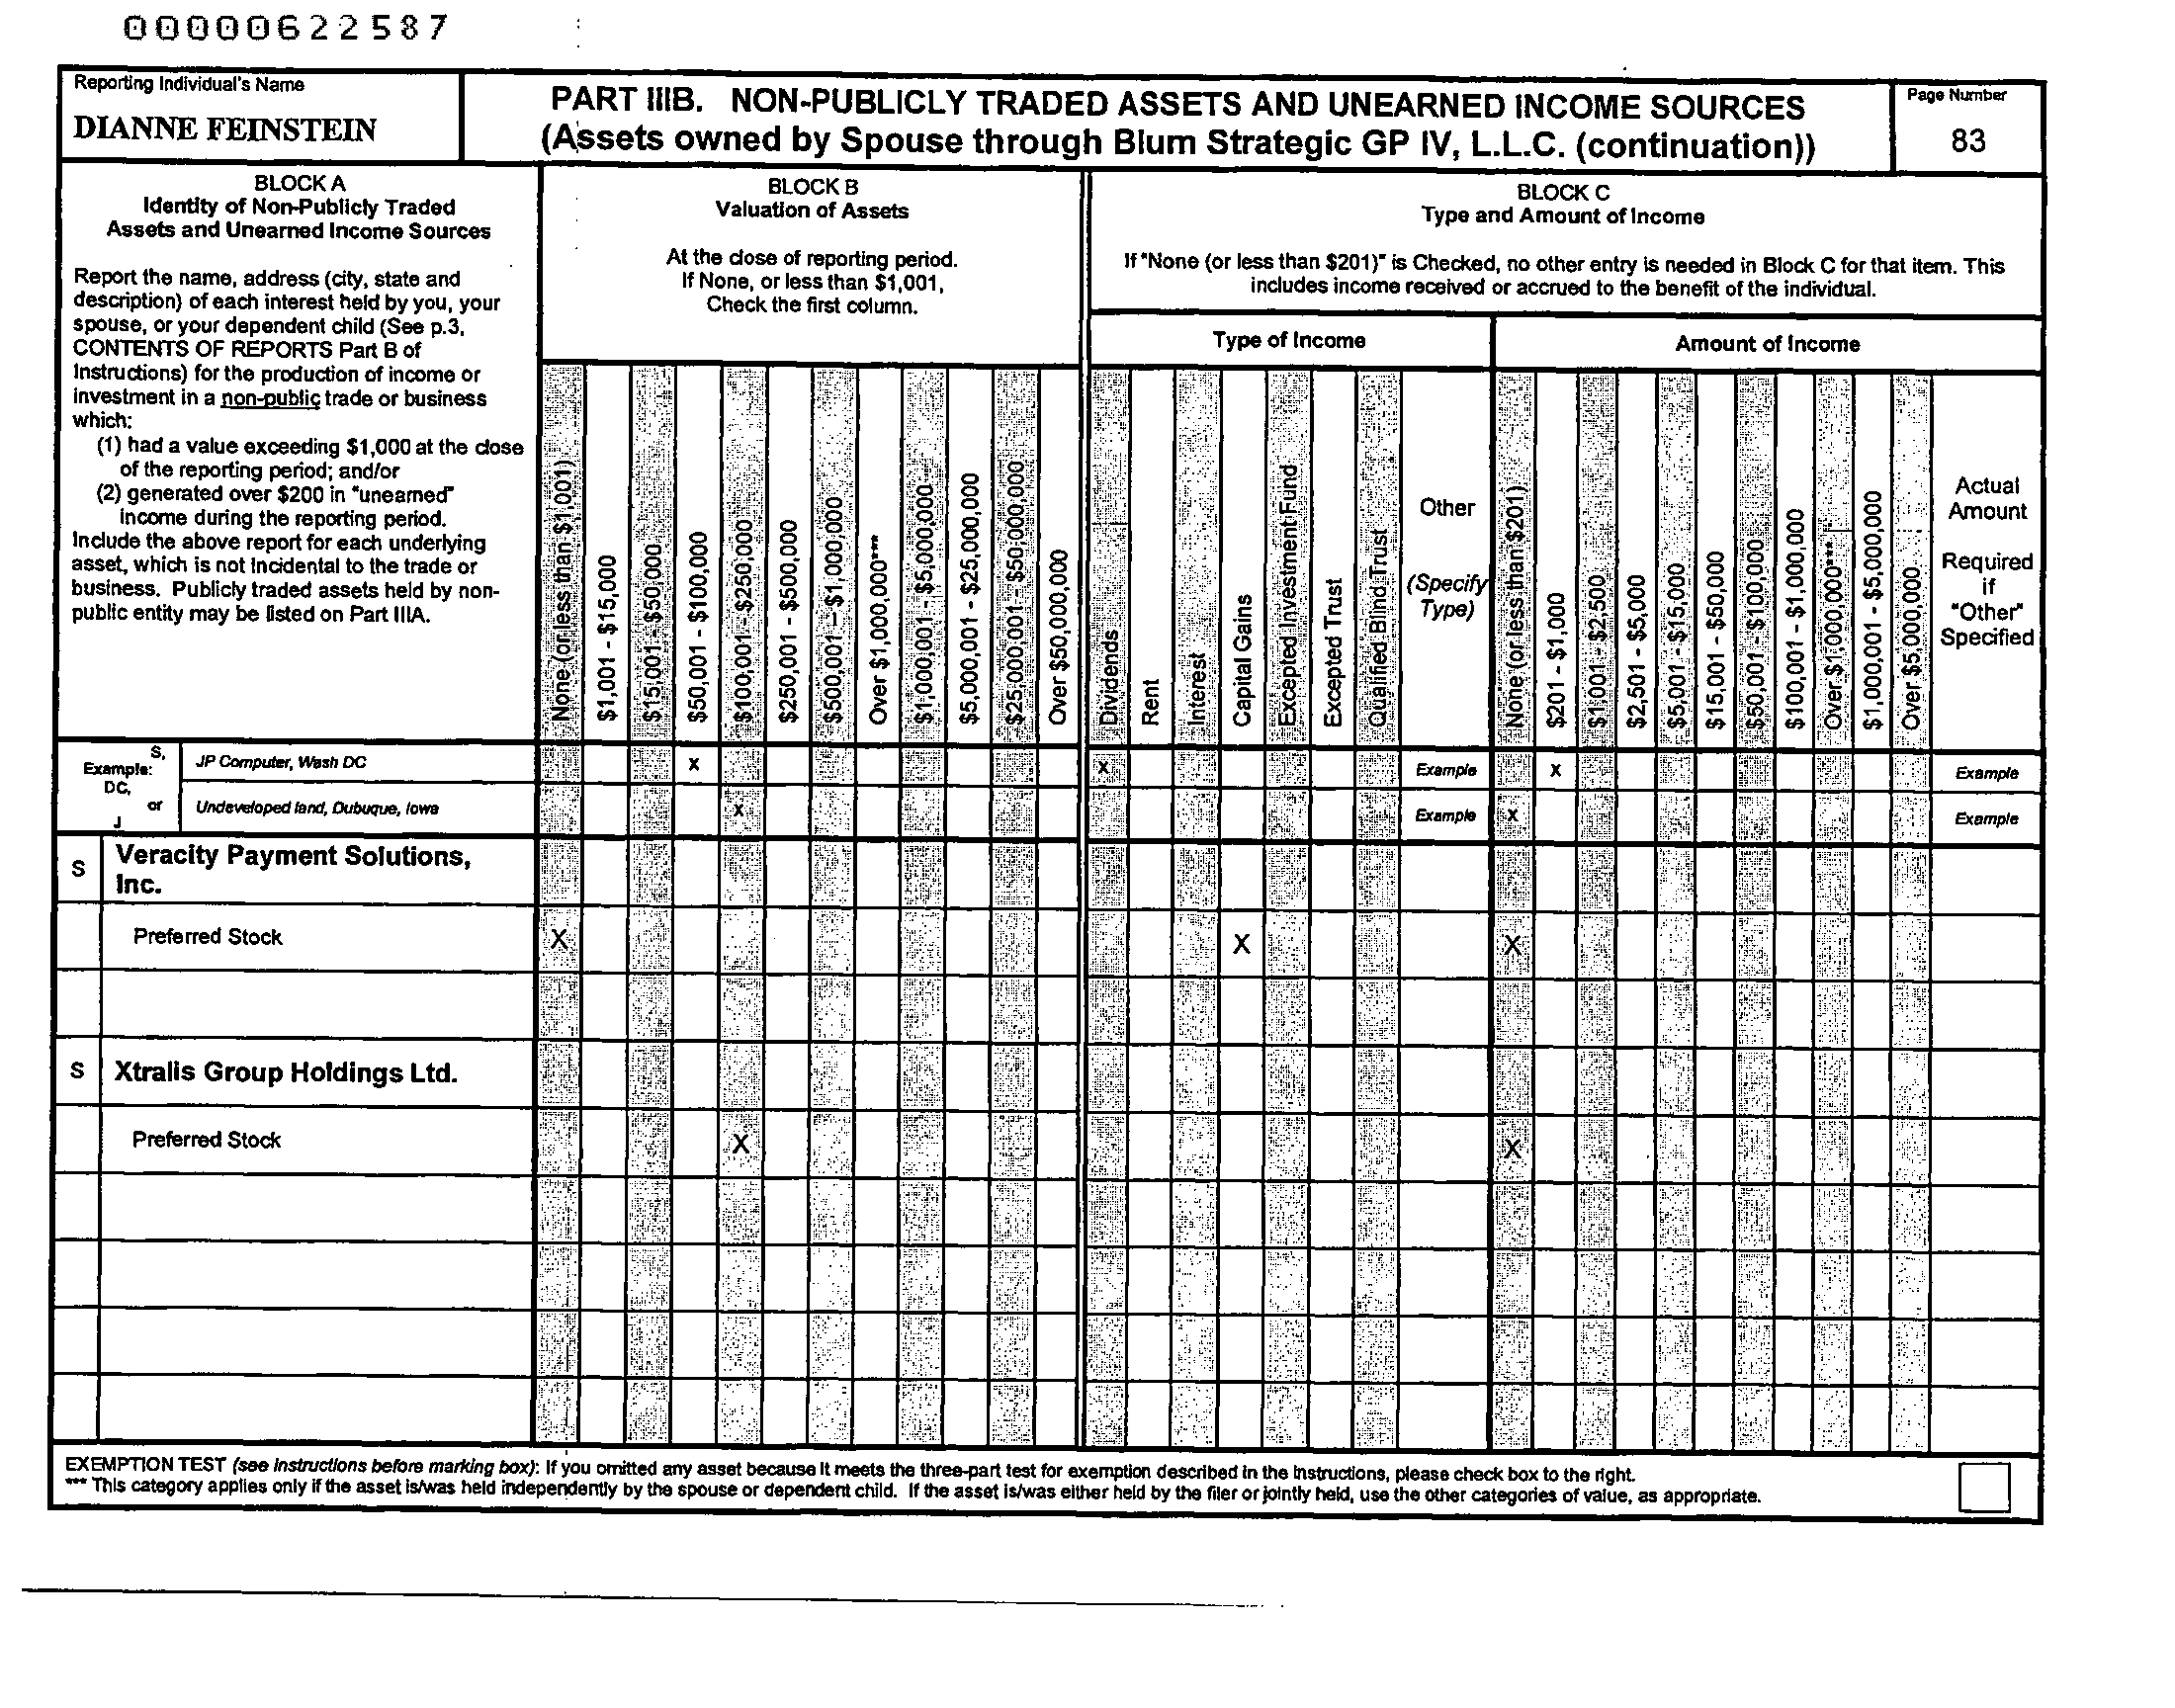 00000622587
Reporting Individual's Name
DIANNE FEINSTEIN
PART IIIB. NON-PUBLICLY TRADED ASSETS AND UNEARNED INCOME SOURCES
(Assets owned by Spouse through Blum Strategic GP IV, L.L.C. (continuation))
Page Number
83
BLOCK A
Identity of Non-Publicly Traded
Assets and Unearned Income Sources
Report the name, address (city, state and
description) of each interest held by you, your
spouse, or your dependent child (See p.3,
CONTENTS OF REPORTS Part B of
Instructions) for the production of income or
investment in a non-public trade or business
which:
(1) had a value exceeding $1,000 at the close
of the reporting period; and/or
(2) generated over $200 in "unearned"
income during the reporting period.
Include the above report for each underlying
asset, which is not incidental to the trade or
business. Publicly traded assets held by non-
public entity may be listed on Part IIIA.
BLOCK B
Valuation of Assets
At the close of reporting period.
If None, or less than $1,001,
Check the first column.
None (or less than $1,001)
$1,001 - $15,000
$15,001 - $50,000
$50,001 - $100,000
$100,001 - $250,000
$250,001 - $500,000
$500,001 - $1,000,000
Over $1,000,000***
$1,000,001 - $5,000,000
$5,000,001 - $25,000,000
$25,000,001 - $50,000,000
Over $50,000,000
BLOCK C
Type and Amount of Income
If "None (or less than $201)" is Checked, no other entry is needed in Block C for that item. This
includes income received or accrued to the benefit of the individual.
Type of Income
Amount of Income
Dividends
Rent
Interest
Capital Gains
Excepted Investment Fund
Excepted Trust
Qualified Blind Trust
Other
(Specify
Type)
None (or less than $201)
$201 - $1,000
$1,001 - $2,500
$2,501 - $5,000
$5,001 - $15,000
$15,001 - $50,000
$50,001 - $100,000
$100,001 - $1,000,000
Over $1,000,000***
$1,000,001 - $5,000,000
Over $5,000,000
Actual
Amount
Required
if
"Other"
Specified
Example:
S,
DC,
or
J
JP Computer, Wash DC X X Example X Example
Undeveloped land, Dubuque, Iowa X Example X Example
S Veracity Payment Solutions,
Inc.
Preferred Stock X X X
S Xtralis Group Holdings Ltd.
Preferred Stock X X
EXEMPTION TEST (see instructions before marking box): If you omitted any asset because it meets the three-part test for exemption described in the instructions, please check box to the right.
*** This category applies only if the asset is/was held independently by the spouse or dependent child. If the asset is/was either held by the filer or jointly held, use the other categories of value, as appropriate.